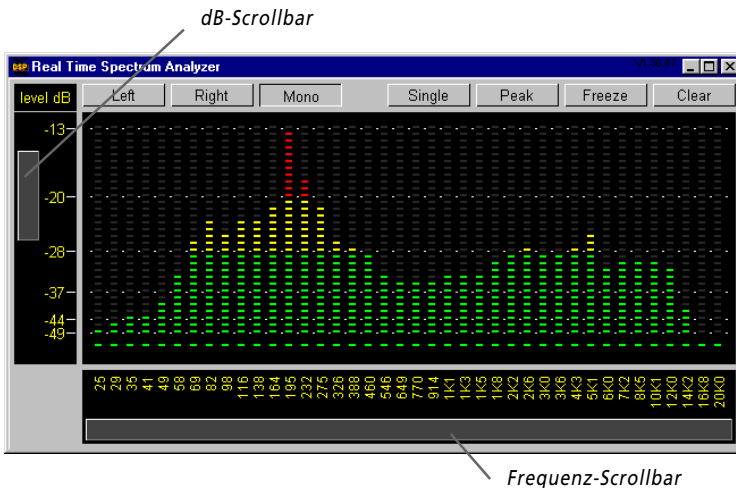 dB-Scrollbar
DSP Real Time Spectrum Analyzer
level dB Left Right Mono Single Peak Freeze Clear
-13
-20
-28
-37
-44
-49
25 29 35 41 49 58 69 82 98 116 138 164 195 232 275 326 388 460 546 649 770 914 1K1 1K3 1K5 1K8 2K2 2K6 3K0 3K6 4K3 5K1 6K0 7K2 8K5 10K1 12K0 14K2 16K8 20K0
Frequenz-Scrollbar